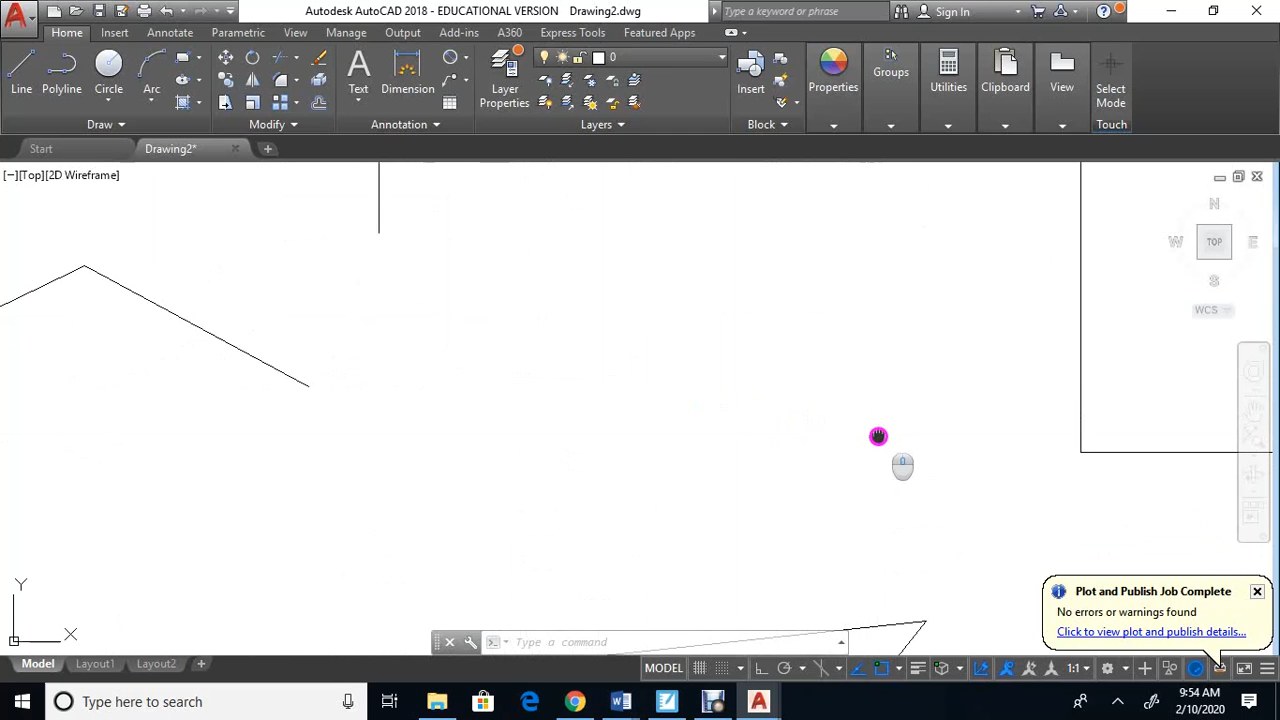 Autodesk AutoCAD 2018 - EDUCATIONAL VERSION Drawing2.dwg
Type a keyword or phrase
Sign In
Home Insert Annotate Parametric View Manage Output Add-ins A360 Express Tools Featured Apps
0
Line Polyline Circle Arc Text Dimension Layer Properties Insert Properties Groups Utilities Clipboard View Select Mode
Draw Modify Annotation Layers Block Touch
Start Drawing2*
[−][Top][2D Wireframe]
N
W TOP E
S
WCS
Y
X
Plot and Publish Job Complete
No errors or warnings found
Click to view plot and publish details...
Type a command
Model Layout1 Layout2
MODEL 1:1
Type here to search
9:54 AM
2/10/2020